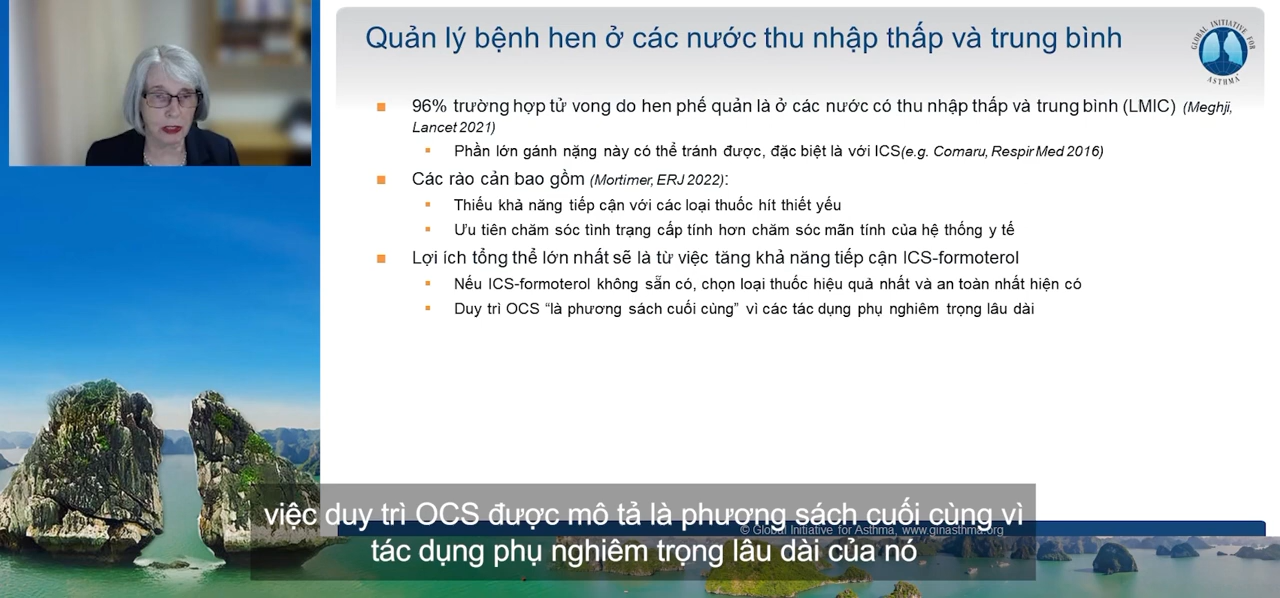 Quản lý bệnh hen ở các nước thu nhập thấp và trung bình
GLOBAL INITIATIVE FOR
ASTHMA
96% trường hợp tử vong do hen phế quản là ở các nước có thu nhập thấp và trung bình (LMIC) (Meghji,
Lancet 2021)
Phần lớn gánh nặng này có thể tránh được, đặc biệt là với ICS(e.g. Comaru, Respir Med 2016)
Các rào cản bao gồm (Mortimer, ERJ 2022):
Thiếu khả năng tiếp cận với các loại thuốc hít thiết yếu
Ưu tiên chăm sóc tình trạng cấp tính hơn chăm sóc mãn tính của hệ thống y tế
Lợi ích tổng thể lớn nhất sẽ là từ việc tăng khả năng tiếp cận ICS-formoterol
Nếu ICS-formoterol không sẵn có, chọn loại thuốc hiệu quả nhất và an toàn nhất hiện có
Duy trì OCS “là phương sách cuối cùng” vì các tác dụng phụ nghiêm trọng lâu dài
việc duy trì OCS được mô tả là phương sách cuối cùng vì
© Global Initiative for Asthma, www.ginasthma.org
tác dụng phụ nghiêm trọng lâu dài của nó